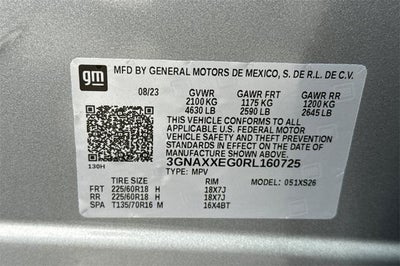 gm
MFD BY GENERAL MOTORS DE MEXICO, S. DE R.L. DE C.V.
08/23 GVWR GAWR FRT GAWR RR
2100 KG 1175 KG 1200 KG
4630 LB 2590 LB 2645 LB
THIS VEHICLE CONFORMS TO ALL
APPLICABLE U.S. FEDERAL MOTOR
VEHICLE SAFETY AND THEFT PREVENTION
STANDARDS IN EFFECT ON THE DATE OF
MANUFACTURE SHOWN ABOVE.
3GNAXXEG0RL160725
130H TYPE: MPV
TIRE SIZE RIM MODEL: 051XS26
FRT 225/60R18 H 18X7J
RR 225/60R18 H 18X7J
SPA T135/70R16 M 16X4BT